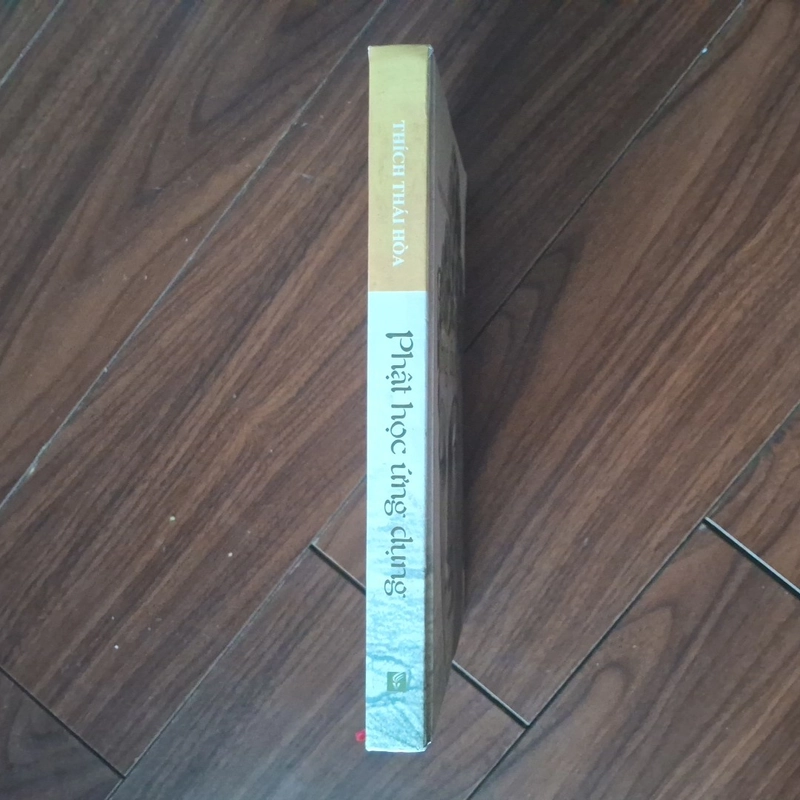 THÍCH THÁI HÒA
Phật học ứng dụng